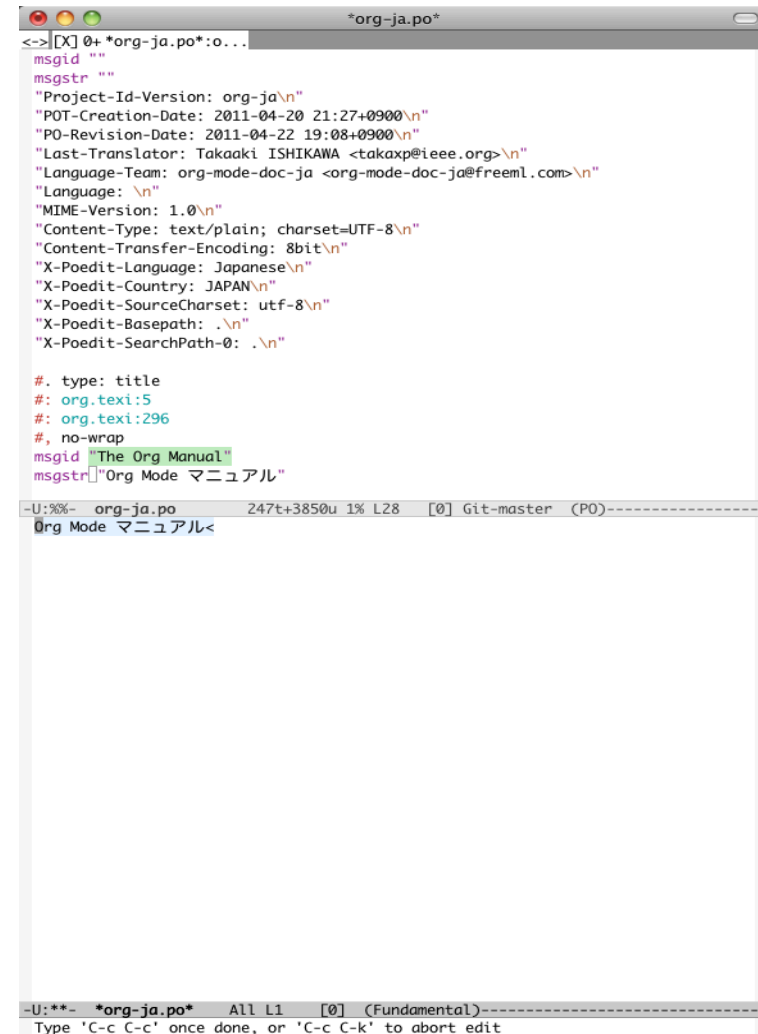 *org-ja.po*
<-> [X] 0+ *org-ja.po*:o...
msgid ""
msgstr ""
"Project-Id-Version: org-ja\n"
"POT-Creation-Date: 2011-04-20 21:27+0900\n"
"PO-Revision-Date: 2011-04-22 19:08+0900\n"
"Last-Translator: Takaaki ISHIKAWA <takaxp@ieee.org>\n"
"Language-Team: org-mode-doc-ja <org-mode-doc-ja@freeml.com>\n"
"Language: \n"
"MIME-Version: 1.0\n"
"Content-Type: text/plain; charset=UTF-8\n"
"Content-Transfer-Encoding: 8bit\n"
"X-Poedit-Language: Japanese\n"
"X-Poedit-Country: JAPAN\n"
"X-Poedit-SourceCharset: utf-8\n"
"X-Poedit-Basepath: .\n"
"X-Poedit-SearchPath-0: .\n"
#. type: title
#: org.texi:5
#: org.texi:296
#, no-wrap
msgid "The Org Manual"
msgstr "Org Mode マニュアル"
-U:%%-  org-ja.po       247t+3850u 1% L28   [0] Git-master  (PO)-----------------
Org Mode マニュアル<
-U:**-  *org-ja.po*    All L1    [0]  (Fundamental)------------------------------
Type 'C-c C-c' once done, or 'C-c C-k' to abort edit